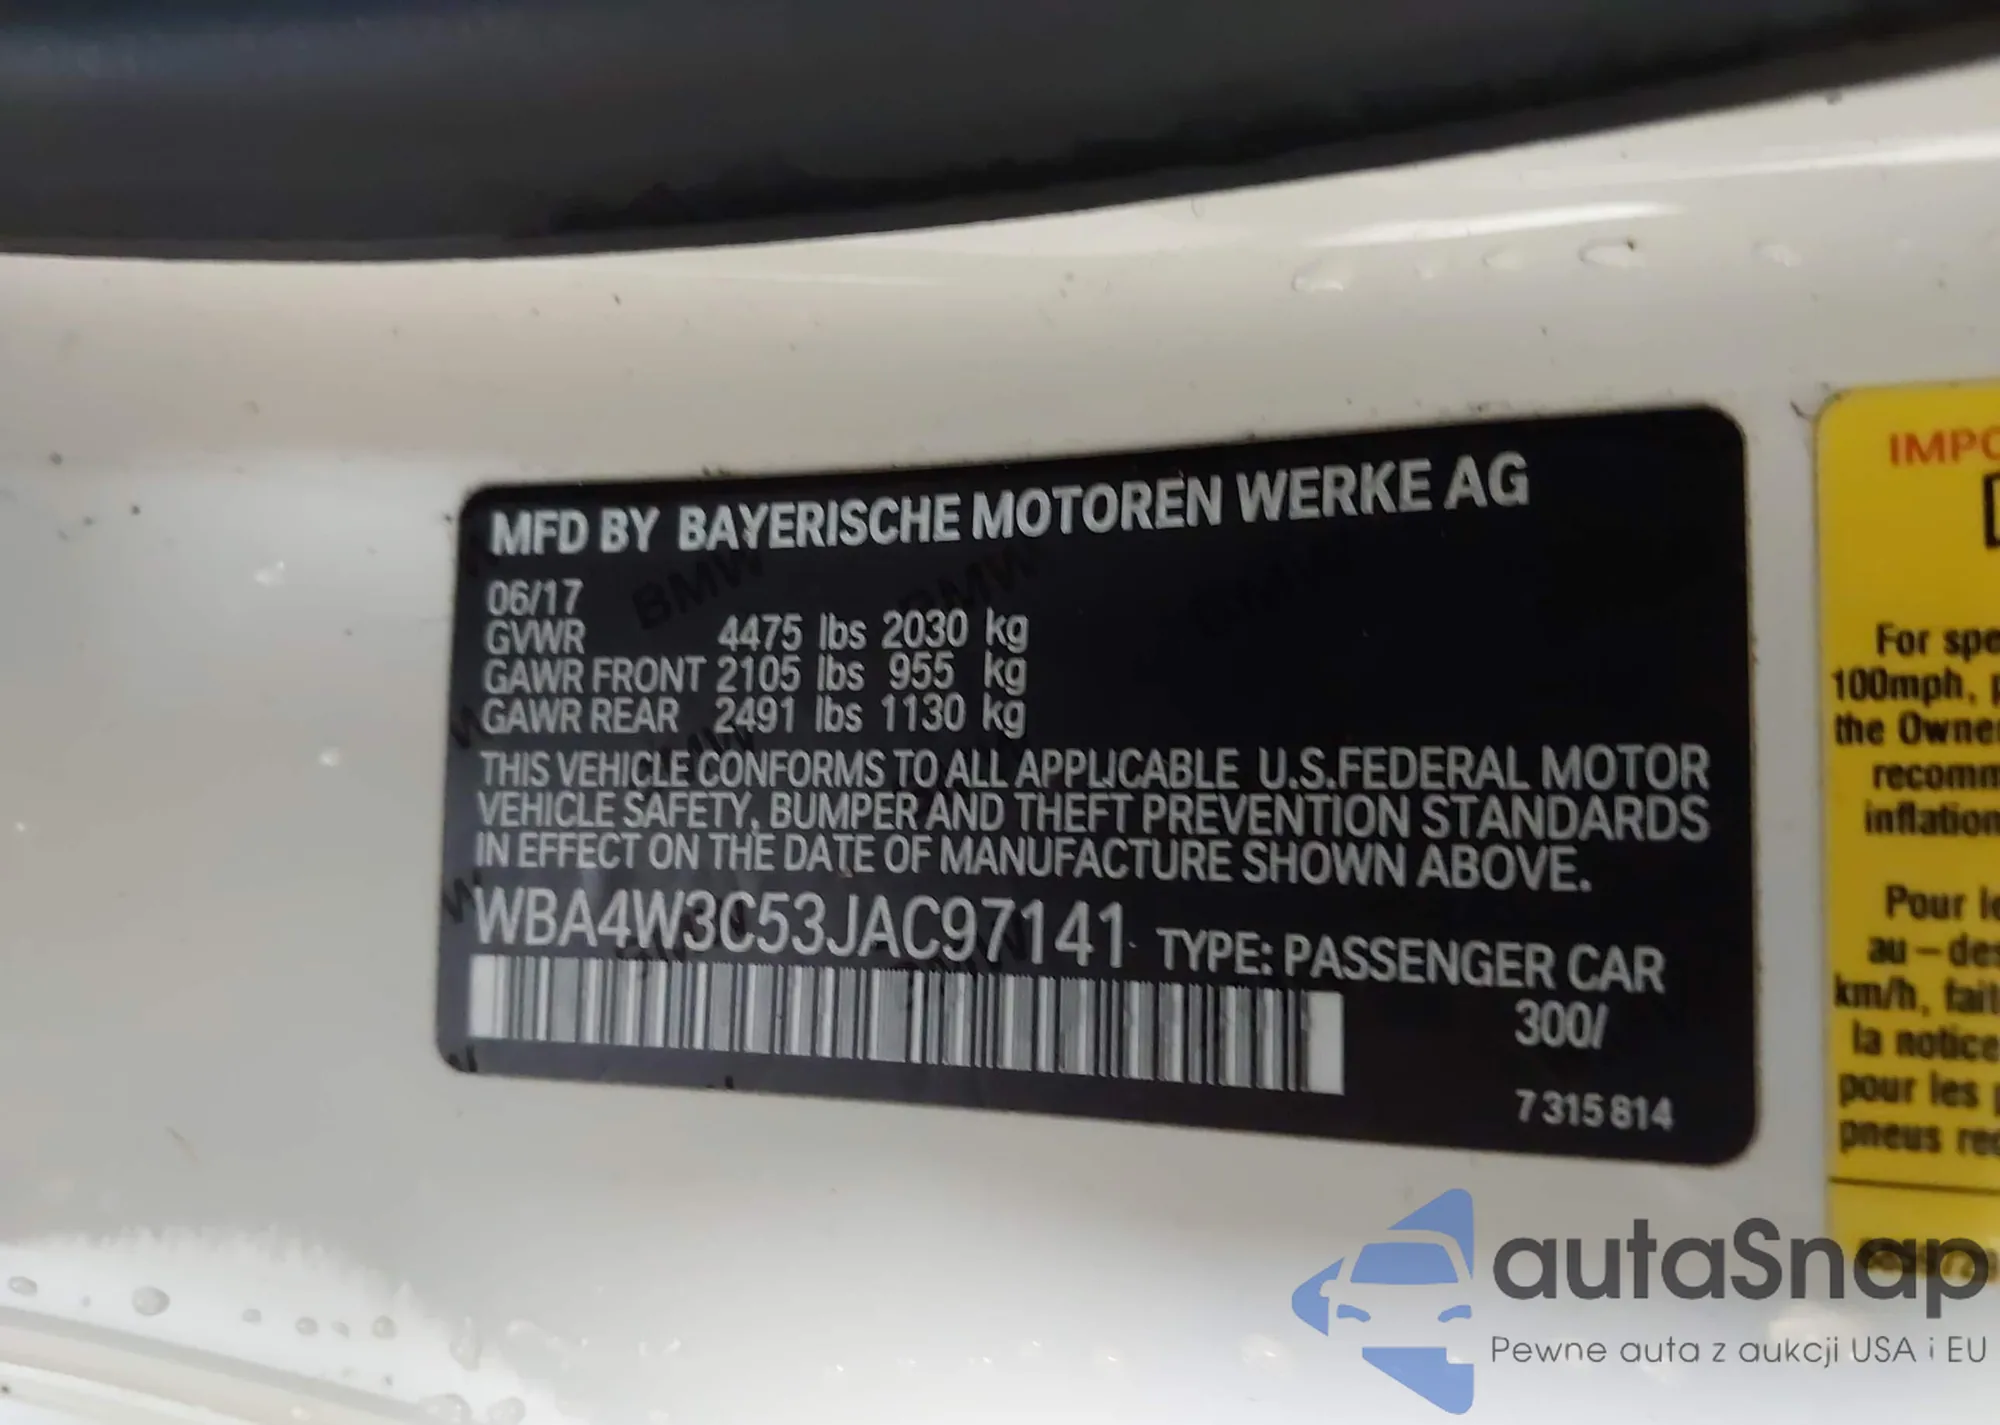 MFD BY BAYERISCHE MOTOREN WERKE AG
06/17
GVWR 4475 lbs 2030 kg
GAWR FRONT 2105 lbs 955 kg
GAWR REAR 2491 lbs 1130 kg
THIS VEHICLE CONFORMS TO ALL APPLICABLE U.S.FEDERAL MOTOR
VEHICLE SAFETY, BUMPER AND THEFT PREVENTION STANDARDS
IN EFFECT ON THE DATE OF MANUFACTURE SHOWN ABOVE.
WBA4W3C53JAC97141 TYPE: PASSENGER CAR
300/
7 315 814
IMPO
For spe
100mph, p
the Owner
recomm
inflation
Pour le
au-des
km/h, fait
la notice
pour les p
pneus rec
autaSnap
Pewne auta z aukcji USA i EU